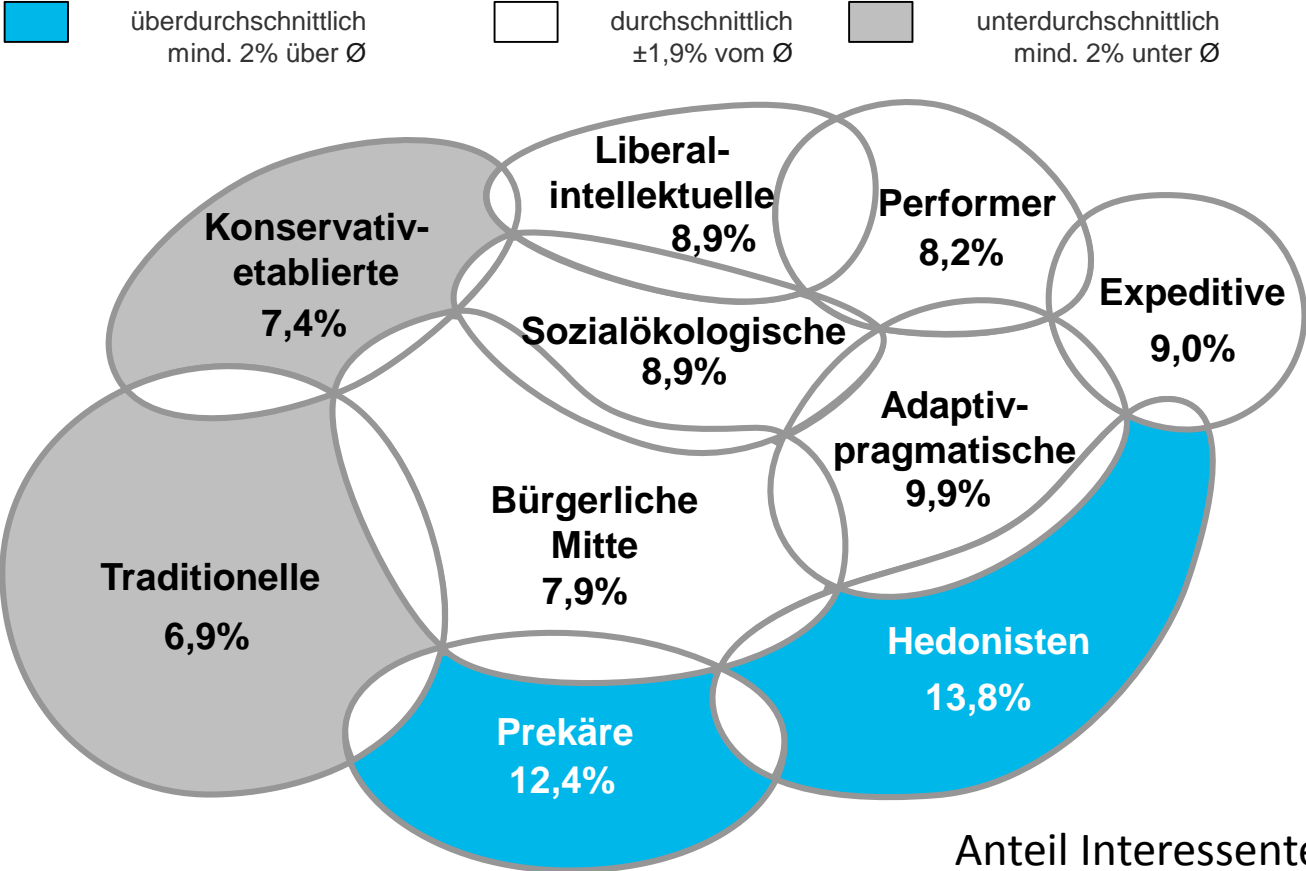 überdurchschnittlich
mind. 2% über Ø
durchschnittlich
±1,9% vom Ø
unterdurchschnittlich
mind. 2% unter Ø
Liberal-
intellektuelle
8,9%
Performer
8,2%
Konservativ-
etablierte
7,4%
Expeditive
9,0%
Sozialökologische
8,9%
Adaptiv-
pragmatische
9,9%
Bürgerliche
Mitte
7,9%
Traditionelle
6,9%
Hedonisten
13,8%
Prekäre
12,4%
Anteil Interessente